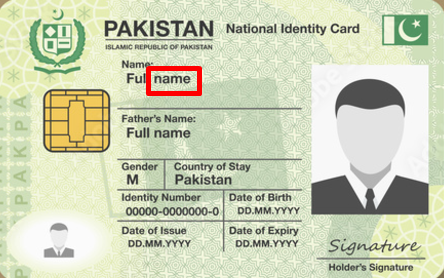 PAKISTAN National Identity Card
ISLAMIC REPUBLIC OF PAKISTAN
Name:
Full name
Father's Name:
Full name
Gender Country of Stay
M Pakistan
Identity Number Date of Birth
00000-0000000-0 DD.MM.YYYY
Date of Issue Date of Expiry
DD.MM.YYYY DD.MM.YYYY
Signature
Holder's Signature